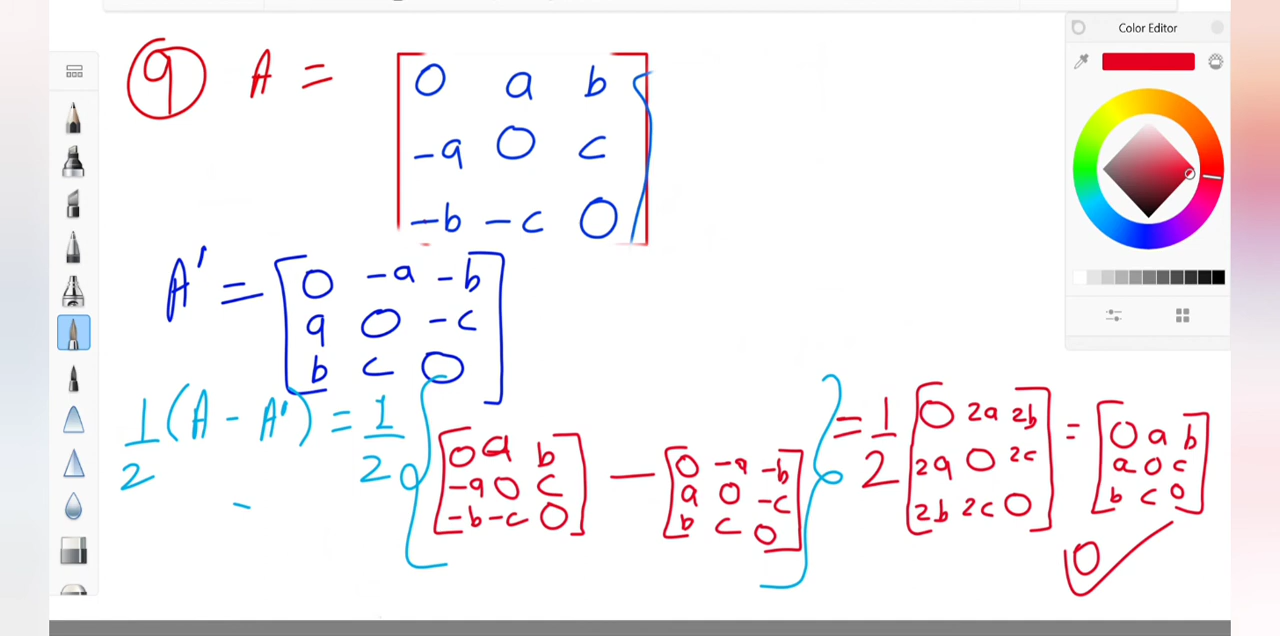 Color Editor
9 A = [ 0 a b
-a 0 c
-b -c 0 ]
A' = [ 0 -a -b
a 0 -c
b c 0 ]
1/2 (A - A') = 1/2 { [ 0 a b
-a 0 c
-b -c 0 ] - [ 0 -a -b
a 0 -c
b c 0 ] } = 1/2 [ 0 2a 2b
2a 0 2c
2b 2c 0 ] = [ 0 a b
a 0 c
b c 0 ]
0